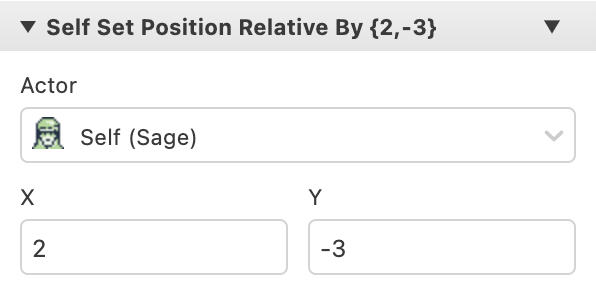 Self Set Position Relative By {2,-3}
Actor
Self (Sage)
X Y
2 -3